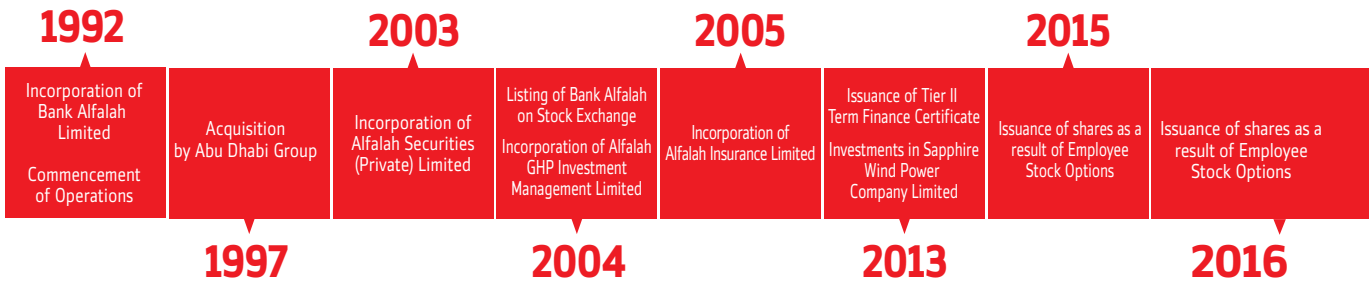 1992
Incorporation of
Bank Alfalah
Limited
Commencement
of Operations
Acquisition
by Abu Dhabi Group
1997
2003
Incorporation of
Alfalah Securities
(Private) Limited
Listing of Bank Alfalah
on Stock Exchange
Incorporation of Alfalah
GHP Investment
Management Limited
2004
2005
Incorporation of
Alfalah Insurance Limited
Issuance of Tier II
Term Finance Certificate
Investments in Sapphire
Wind Power
Company Limited
2013
2015
Issuance of shares as a
result of Employee
Stock Options
Issuance of shares as a
result of Employee
Stock Options
2016